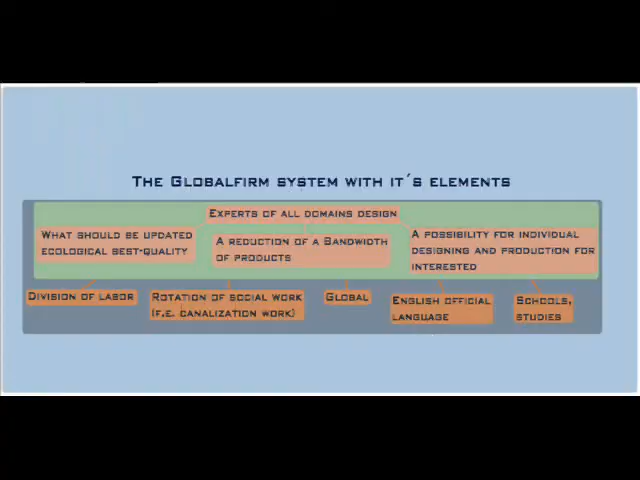 The Globalfirm system with it´s elements
Experts of all domains design
What should be updated
ecological best-quality
A reduction of a Bandwidth
of products
A possibility for individual
designing and production for
interested
Division of labor
Rotation of social work
(f.e. canalization work)
Global
English official
language
Schools,
studies